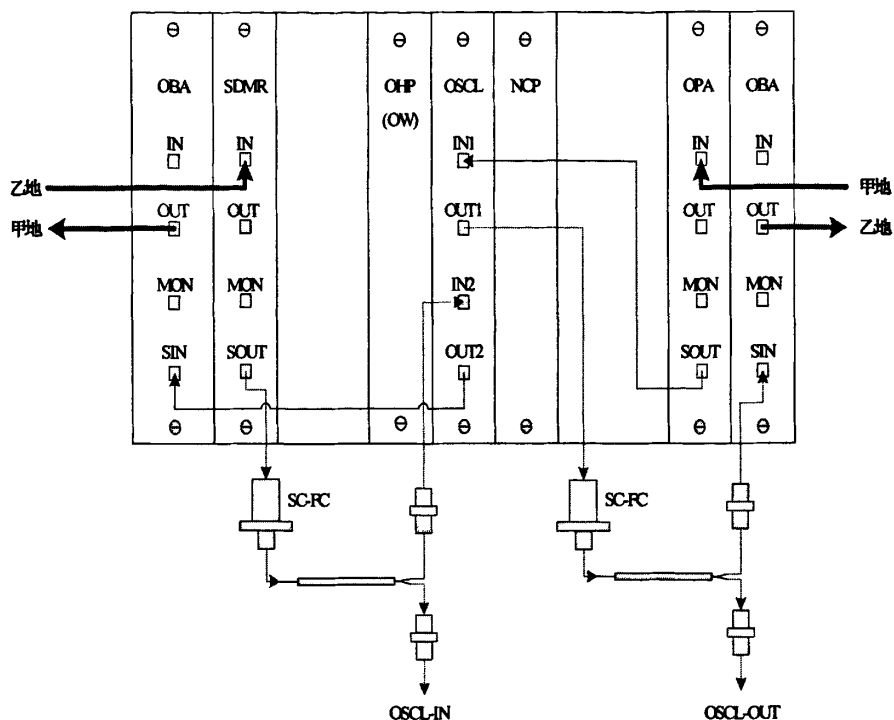 OBA SDMR OHP OSCL NCP OPA OBA
(OW)
IN IN IN1 IN IN
乙地 甲地
OUT OUT OUT1 OUT OUT
甲地 乙地
MON MON IN2 MON MON
SIN SOUT OUT2 SOUT SIN
SC-FC SC-FC
OSCL-IN OSCL-OUT